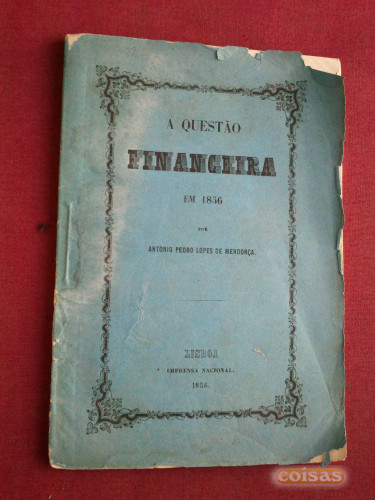 A QUESTÃO
FINANCEIRA
EM 1856
POR
ANTONIO PEDRO LOPES DE MENDONÇA.
LISBOA
IMPRENSA NACIONAL.
1856.
coisas